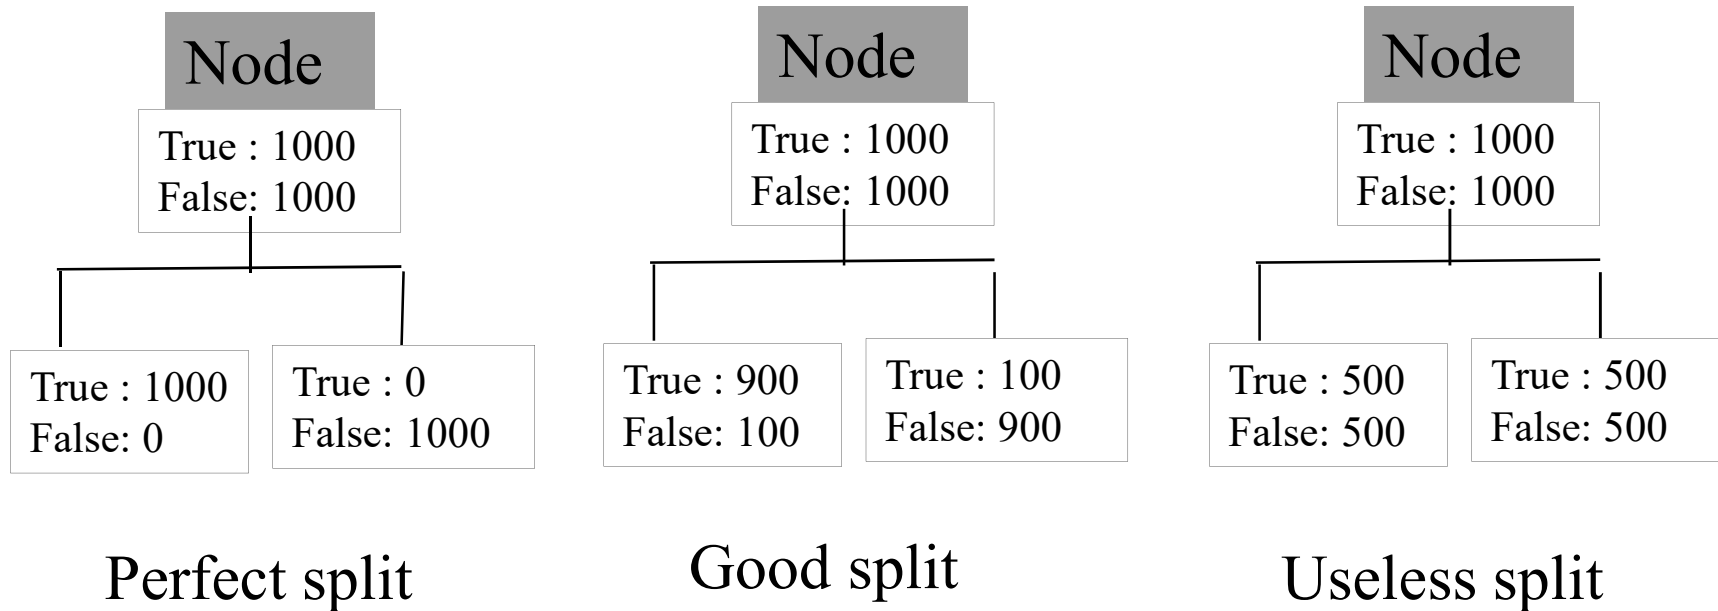 Node
True : 1000
False: 1000
True : 1000
False: 0
True : 0
False: 1000
Perfect split
Node
True : 1000
False: 1000
True : 900
False: 100
True : 100
False: 900
Good split
Node
True : 1000
False: 1000
True : 500
False: 500
True : 500
False: 500
Useless split